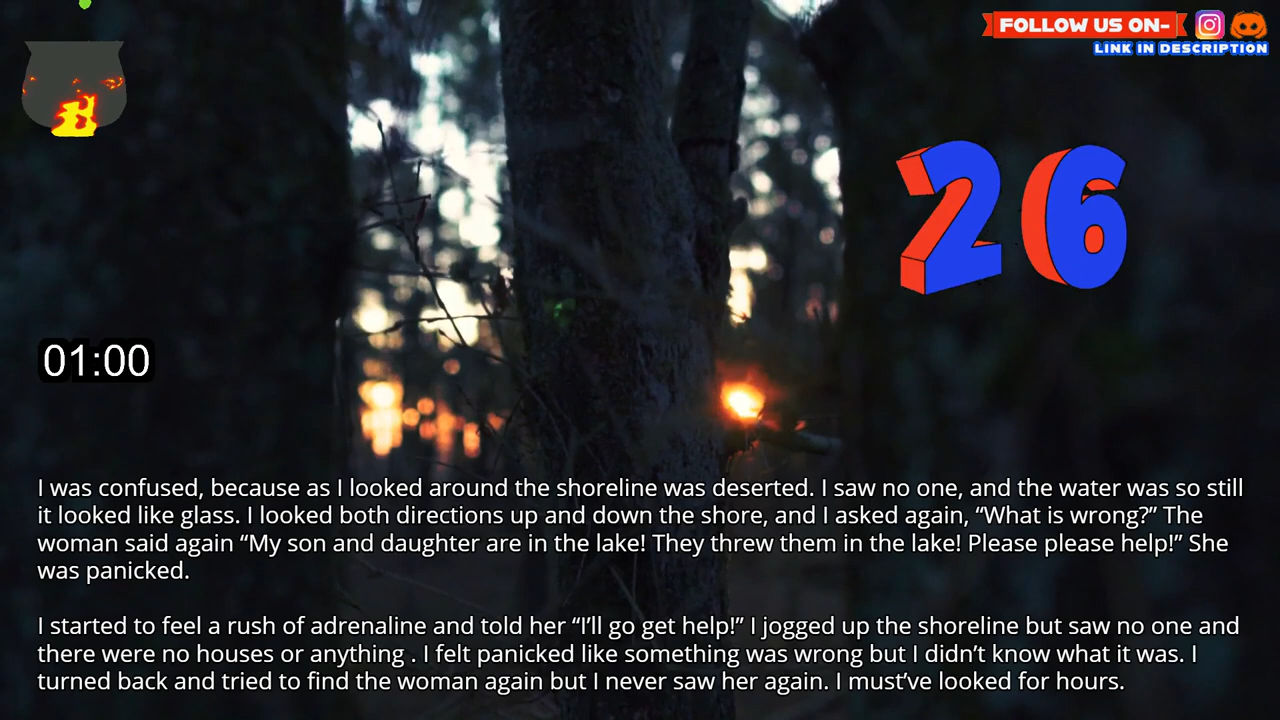 FOLLOW US ON-
LINK IN DESCRIPTION
26
01:00
I was confused, because as I looked around the shoreline was deserted. I saw no one, and the water was so still
it looked like glass. I looked both directions up and down the shore, and I asked again, “What is wrong?” The
woman said again “My son and daughter are in the lake! They threw them in the lake! Please please help!” She
was panicked.
I started to feel a rush of adrenaline and told her “I’ll go get help!” I jogged up the shoreline but saw no one and
there were no houses or anything . I felt panicked like something was wrong but I didn’t know what it was. I
turned back and tried to find the woman again but I never saw her again. I must’ve looked for hours.